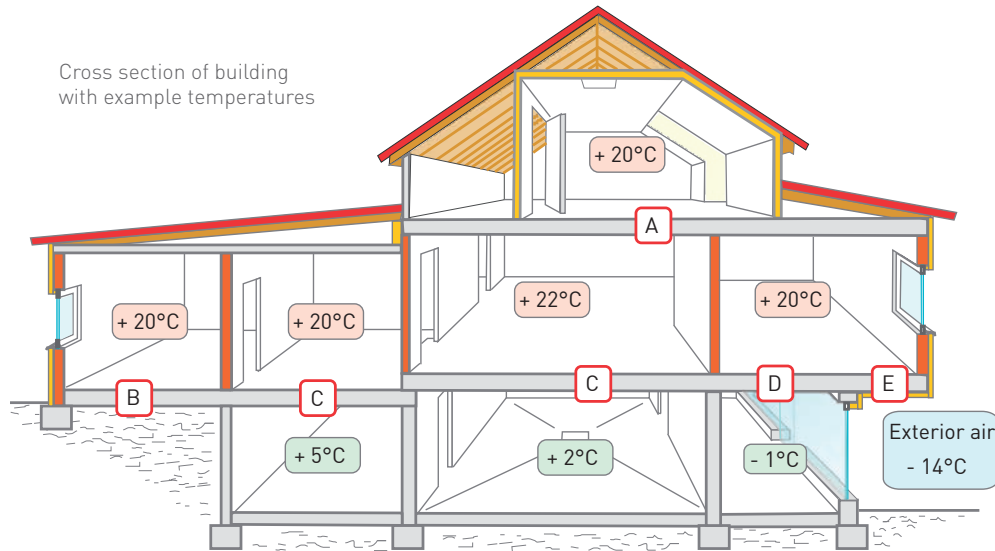 Cross section of building
with example temperatures
+ 20°C
A
+ 20°C
+ 20°C
+ 22°C
+ 20°C
B
C
C
D
E
+ 5°C
+ 2°C
- 1°C
Exterior air
- 14°C